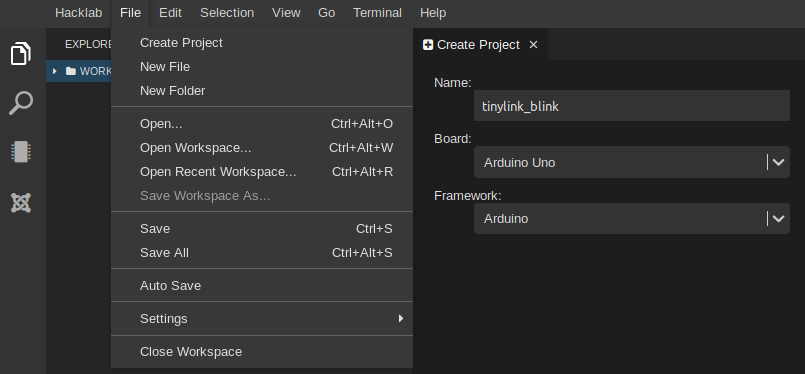 Hacklab File Edit Selection View Go Terminal Help
EXPLORE
WORK
Create Project
New File
New Folder
Open... Ctrl+Alt+O
Open Workspace... Ctrl+Alt+W
Open Recent Workspace... Ctrl+Alt+R
Save Workspace As...
Save Ctrl+S
Save All Ctrl+Alt+S
Auto Save
Settings
Close Workspace
Create Project
Name:
tinylink_blink
Board:
Arduino Uno
Framework:
Arduino